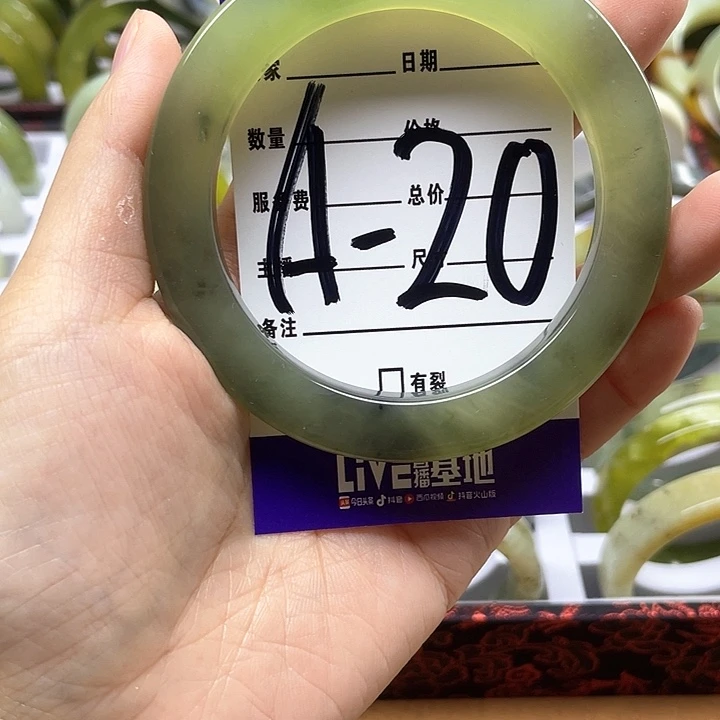 家 日期
数量 价格
服务费 总价
A-20
主播 尺寸
备注
有裂
LiVE直播基地
今日头条 抖音 西瓜视频 抖音火山版